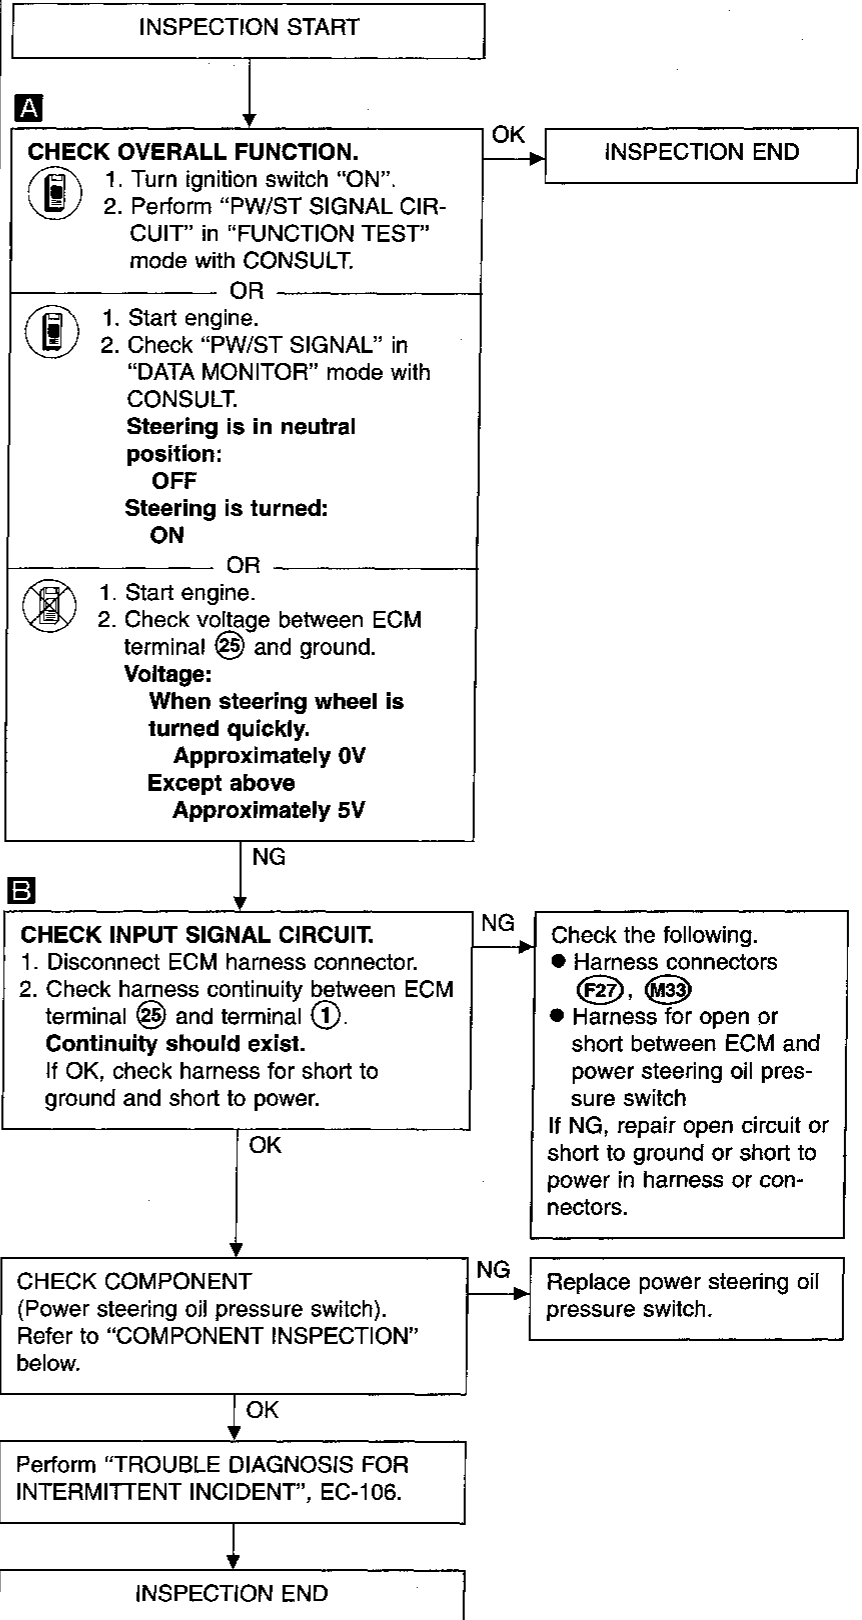 INSPECTION START
A
CHECK OVERALL FUNCTION.
1. Turn ignition switch “ON”.
2. Perform “PW/ST SIGNAL CIR-
CUIT” in “FUNCTION TEST”
mode with CONSULT.
OR
1. Start engine.
2. Check “PW/ST SIGNAL” in
“DATA MONITOR” mode with
CONSULT.
Steering is in neutral
position:
OFF
Steering is turned:
ON
OR
1. Start engine.
2. Check voltage between ECM
terminal 25 and ground.
Voltage:
When steering wheel is
turned quickly.
Approximately 0V
Except above
Approximately 5V
OK
INSPECTION END
NG
B
CHECK INPUT SIGNAL CIRCUIT.
1. Disconnect ECM harness connector.
2. Check harness continuity between ECM
terminal 25 and terminal 1.
Continuity should exist.
If OK, check harness for short to
ground and short to power.
NG
Check the following.
● Harness connectors
F27, M33
● Harness for open or
short between ECM and
power steering oil pres-
sure switch
If NG, repair open circuit or
short to ground or short to
power in harness or con-
nectors.
OK
CHECK COMPONENT
(Power steering oil pressure switch).
Refer to “COMPONENT INSPECTION”
below.
NG
Replace power steering oil
pressure switch.
OK
Perform “TROUBLE DIAGNOSIS FOR
INTERMITTENT INCIDENT”, EC-106.
INSPECTION END